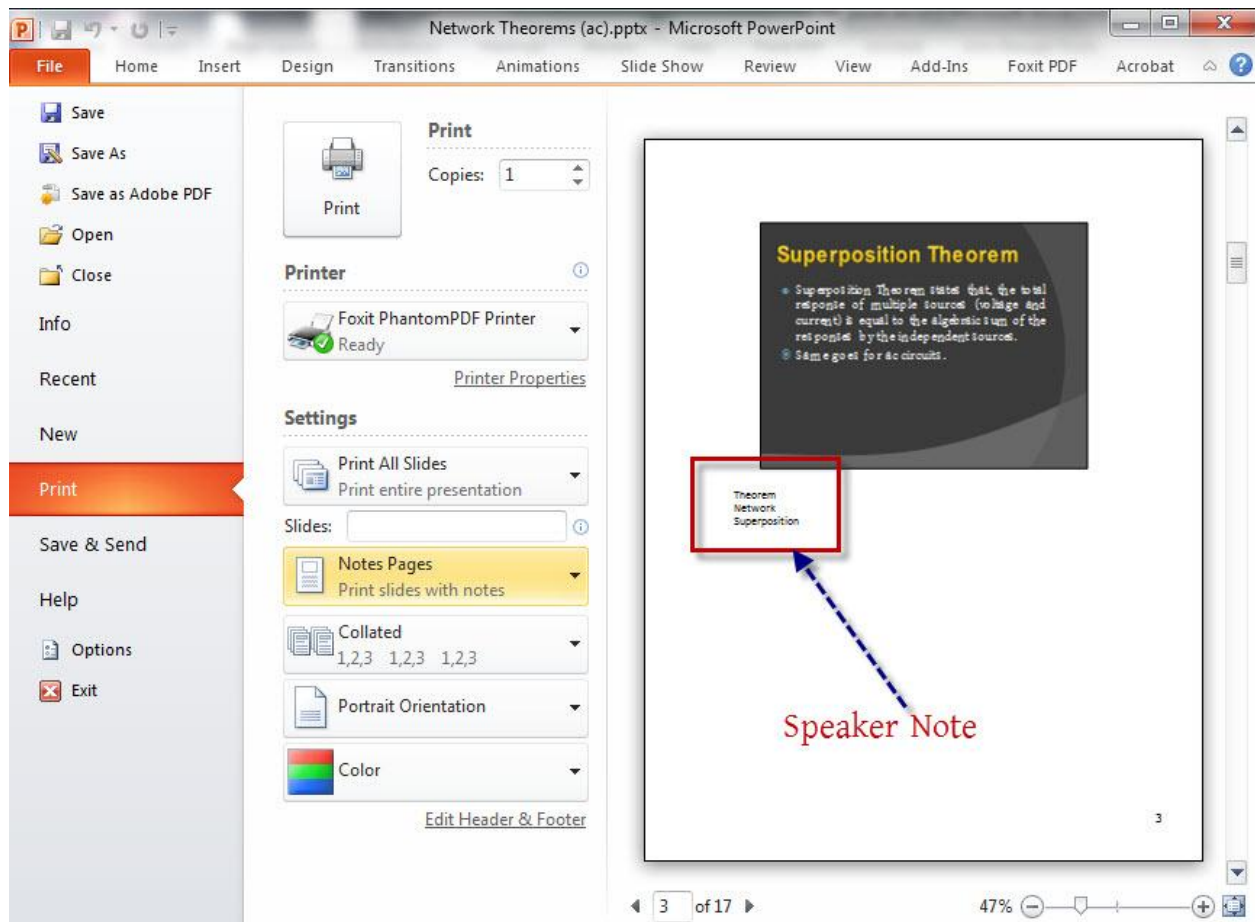 Network Theorems (ac).pptx - Microsoft PowerPoint
File Home Insert Design Transitions Animations Slide Show Review View Add-Ins Foxit PDF Acrobat
Save
Save As
Save as Adobe PDF
Open
Close
Info
Recent
New
Print
Save & Send
Help
Options
Exit
Print
Print
Copies: 1
Printer
Foxit PhantomPDF Printer
Ready
Printer Properties
Settings
Print All Slides
Print entire presentation
Slides:
Notes Pages
Print slides with notes
Collated
1,2,3 1,2,3 1,2,3
Portrait Orientation
Color
Edit Header & Footer
Superposition Theorem
Superposition Theorem states that, the total
response of multiple sources (voltage and
current) is equal to the algebraic sum of the
responses by the independent sources.
Same goes for ac circuits.
Theorem
Network
Superposition
Speaker Note
3
3 of 17
47%